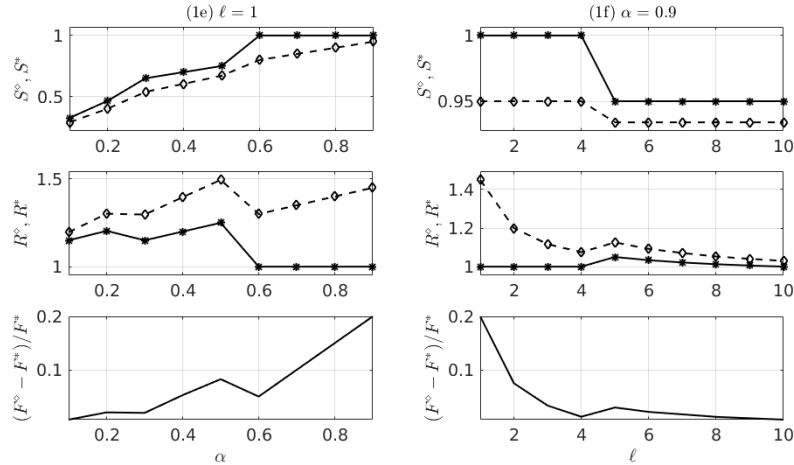 (1e) ℓ = 1
S^⋄, S^*
1
0.5
0.2 0.4 0.6 0.8
R^⋄, R^*
1.5
1
0.2 0.4 0.6 0.8
(F^⋄ − F^*)/F^*
0.2
0.1
0.2 0.4 0.6 0.8
α
(1f) α = 0.9
S^⋄, S^*
1
0.95
2 4 6 8 10
R^⋄, R^*
1.4
1.2
1
2 4 6 8 10
(F^⋄ − F^*)/F^*
0.2
0.1
2 4 6 8 10
ℓ